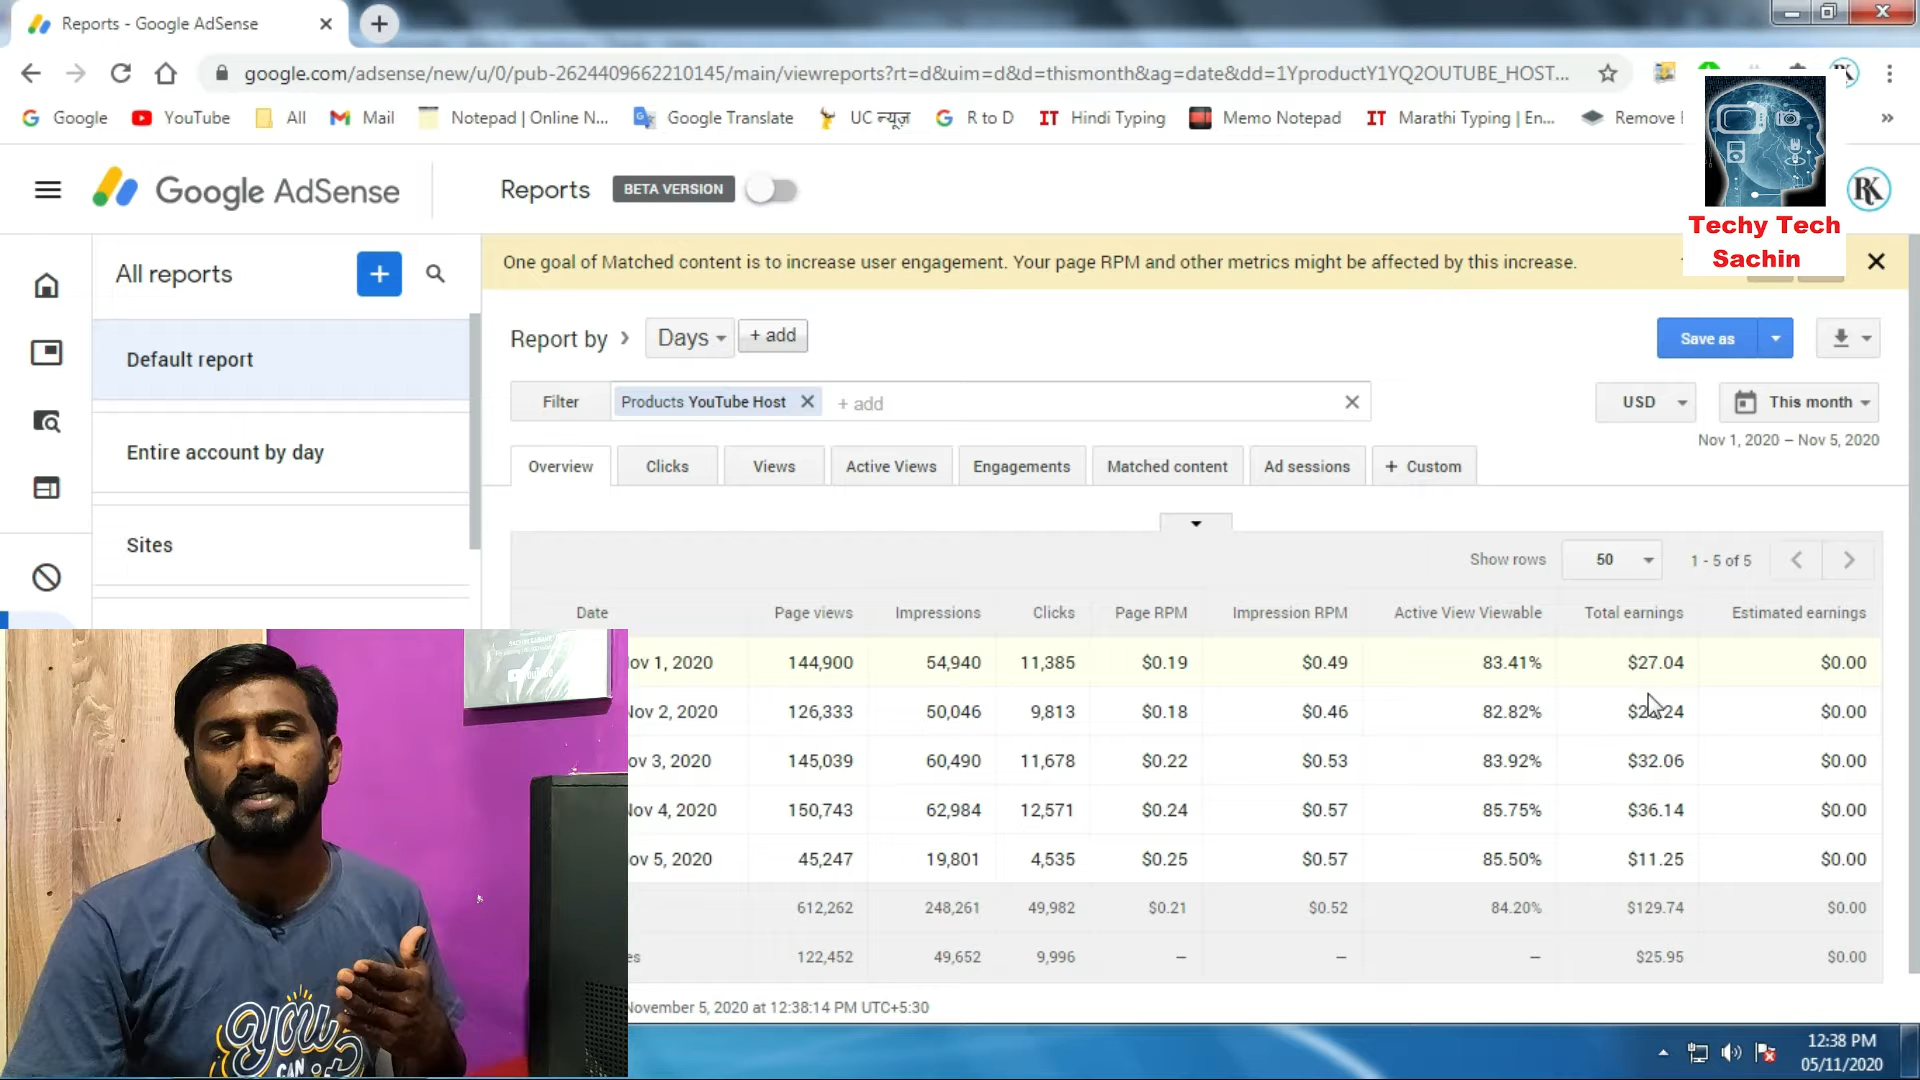 Reports - Google AdSense
google.com/adsense/new/u/0/pub-2624409662210145/main/viewreports?rt=d&uim=d&d=thismonth&ag=date&dd=1YproductY1YQ2OUTUBE_HOST...
Google YouTube All Mail Notepad | Online N... Google Translate UC न्यूज़ R to D IT Hindi Typing Memo Notepad IT Marathi Typing | En... Remove
Google AdSense Reports BETA VERSION RK
Techy Tech
Sachin
All reports
One goal of Matched content is to increase user engagement. Your page RPM and other metrics might be affected by this increase.
Default report
Entire account by day
Sites
Report by Days + add Save as
Filter Products YouTube Host + add USD This month
Nov 1, 2020 – Nov 5, 2020
Overview Clicks Views Active Views Engagements Matched content Ad sessions + Custom
Show rows 50 1 - 5 of 5
Date Page views Impressions Clicks Page RPM Impression RPM Active View Viewable Total earnings Estimated earnings
ov 1, 2020 144,900 54,940 11,385 $0.19 $0.49 83.41% $27.04 $0.00
Nov 2, 2020 126,333 50,046 9,813 $0.18 $0.46 82.82% $0.00
ov 3, 2020 145,039 60,490 11,678 $0.22 $0.53 83.92% $32.06 $0.00
Nov 4, 2020 150,743 62,984 12,571 $0.24 $0.57 85.75% $36.14 $0.00
ov 5, 2020 45,247 19,801 4,535 $0.25 $0.57 85.50% $11.25 $0.00
612,262 248,261 49,982 $0.21 $0.52 84.20% $129.74 $0.00
es 122,452 49,652 9,996 – – – $25.95 $0.00
November 5, 2020 at 12:38:14 PM UTC+5:30
YouTube
you
CAN
12:38 PM
05/11/2020